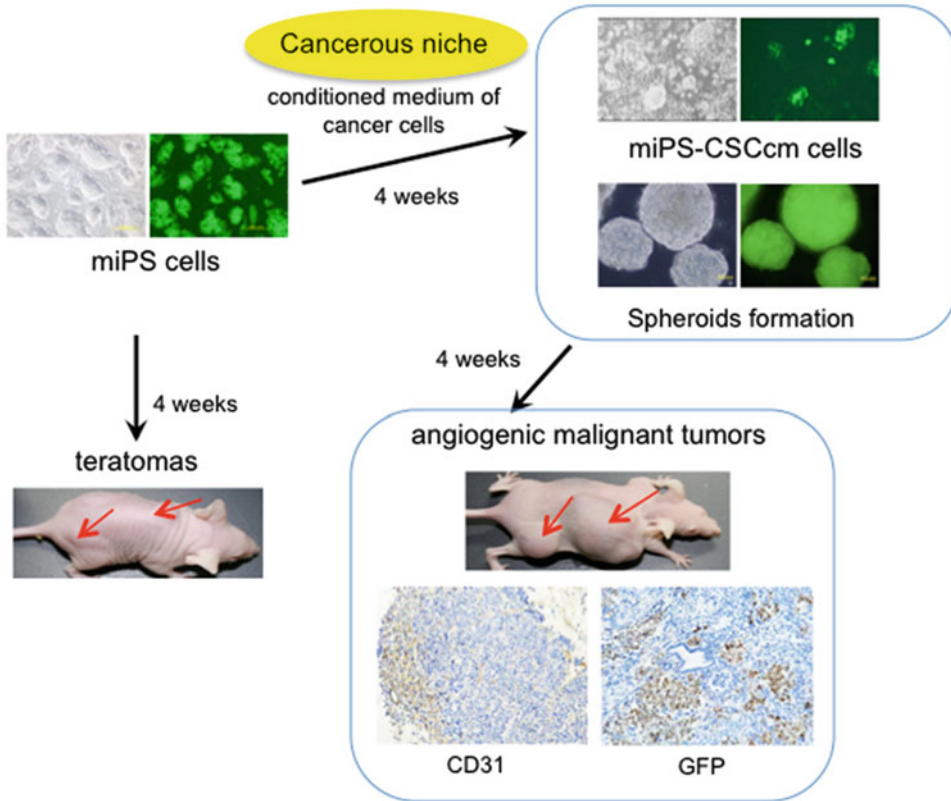 Cancerous niche
conditioned medium of
cancer cells
4 weeks
miPS cells
miPS-CSCcm cells
Spheroids formation
4 weeks
4 weeks
teratomas
angiogenic malignant tumors
CD31
GFP